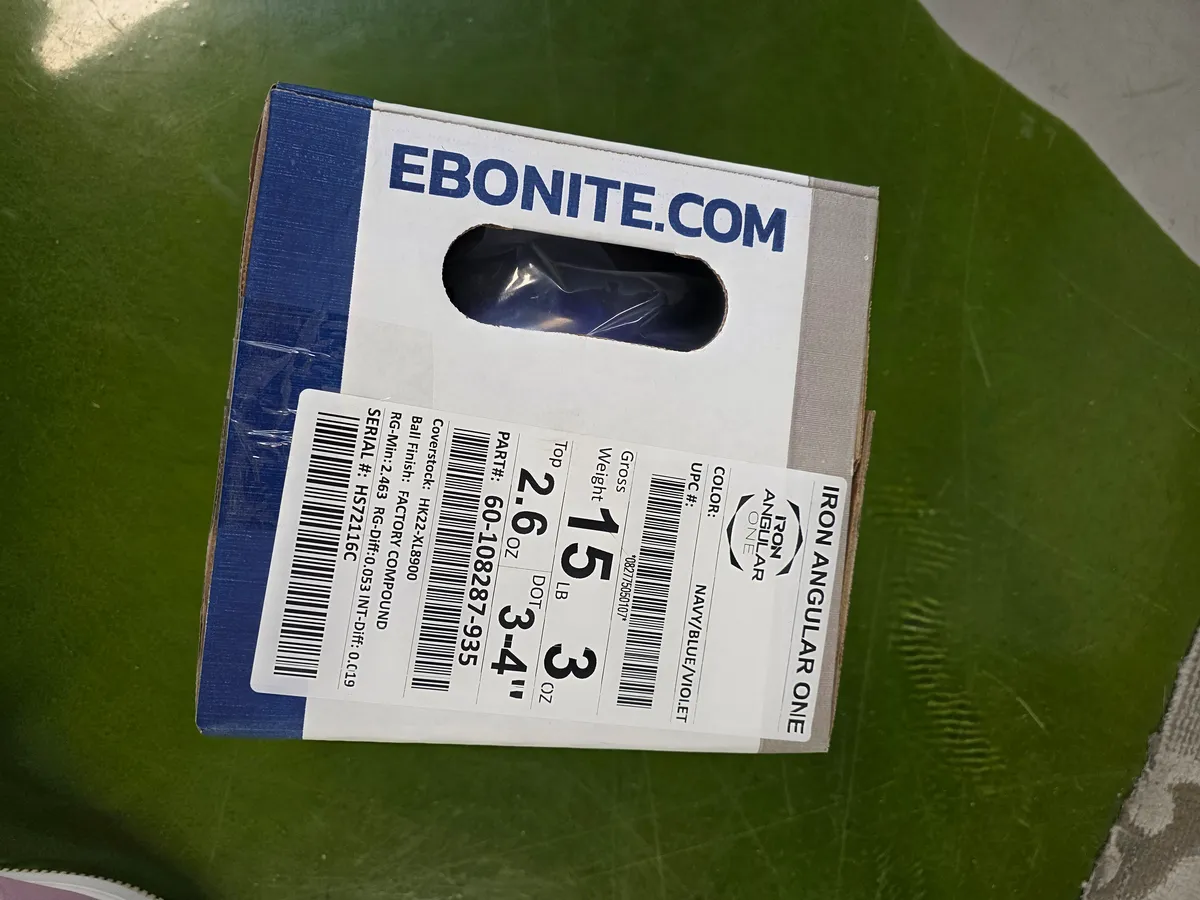 EBONITE.COM
IRON ANGULAR ONE
IRON
ANGULAR
ONE
COLOR: NAVY/BLUE/VIOLET
UPC #:
*082775050107*
Gross
Weight 15 LB 3 OZ
Top 2.6 OZ DOT 3-4"
PART#: 60-108287-935
Coverstock: HK22-XL8900
Ball Finish: FACTORY COMPOUND
RG-Min:2.463 RG-Diff:0.053 INT-Diff: 0.019
SERIAL #: HS72116C